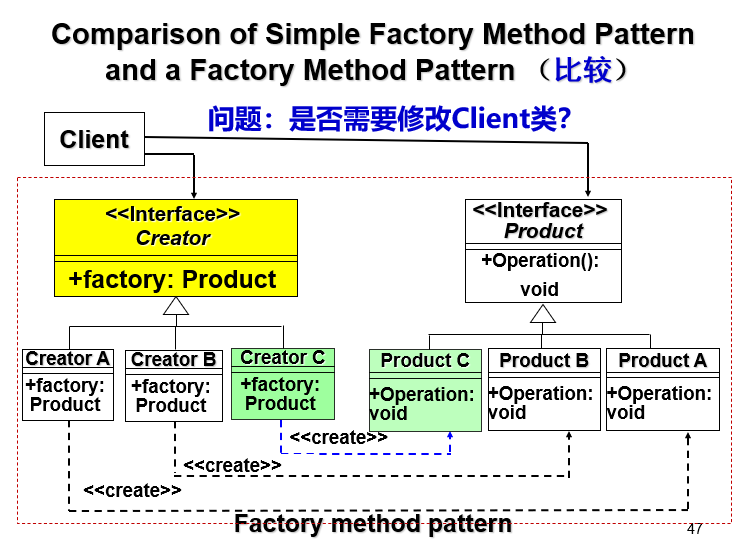 Comparison of Simple Factory Method Pattern
and a Factory Method Pattern （比较）
问题：是否需要修改Client类?
Client
<<Interface>>
Creator
+factory: Product
<<Interface>>
Product
+Operation():
void
Creator A
+factory:
Product
Creator B
+factory:
Product
Creator C
+factory:
Product
Product C
+Operation:
void
Product B
+Operation:
void
Product A
+Operation:
void
<<create>>
<<create>>
<<create>>
Factory method pattern
47